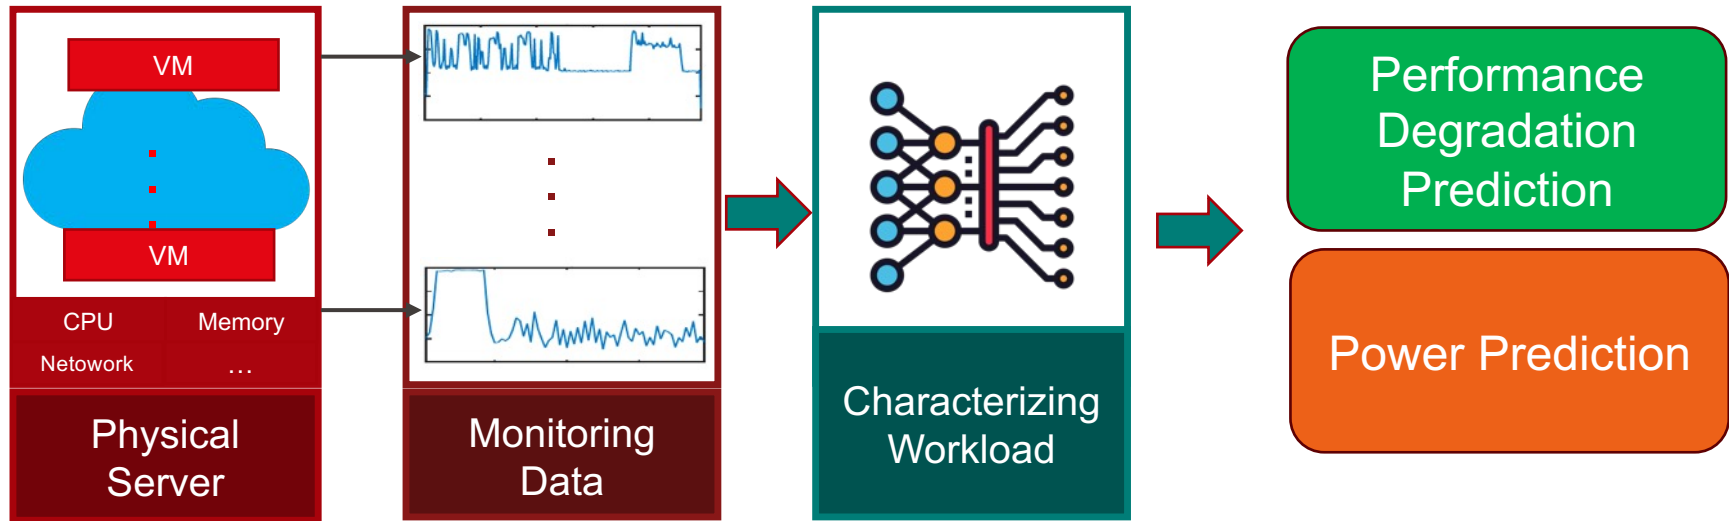 VM
VM
CPU
Memory
Netowork
...
Physical
Server
Monitoring
Data
Characterizing
Workload
Performance
Degradation
Prediction
Power Prediction